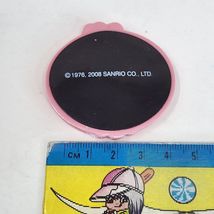 © 1976, 2008 SANRIO CO., LTD.
CM 1 2 3 4 5